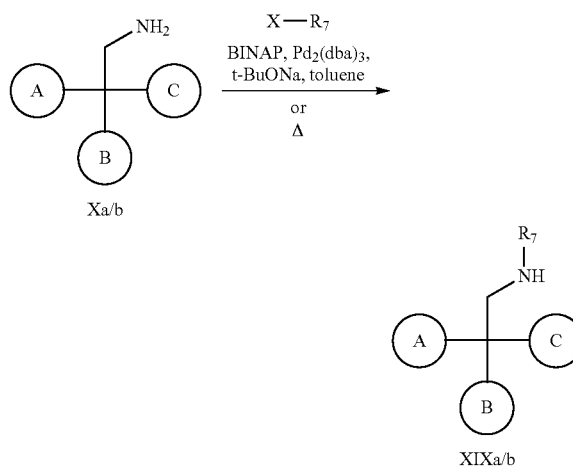 NH₂
X—R₇
BINAP, Pd₂(dba)₃,
t-BuONa, toluene
or
Δ
A
C
B
Xa/b
R₇
NH
A
C
B
XIXa/b